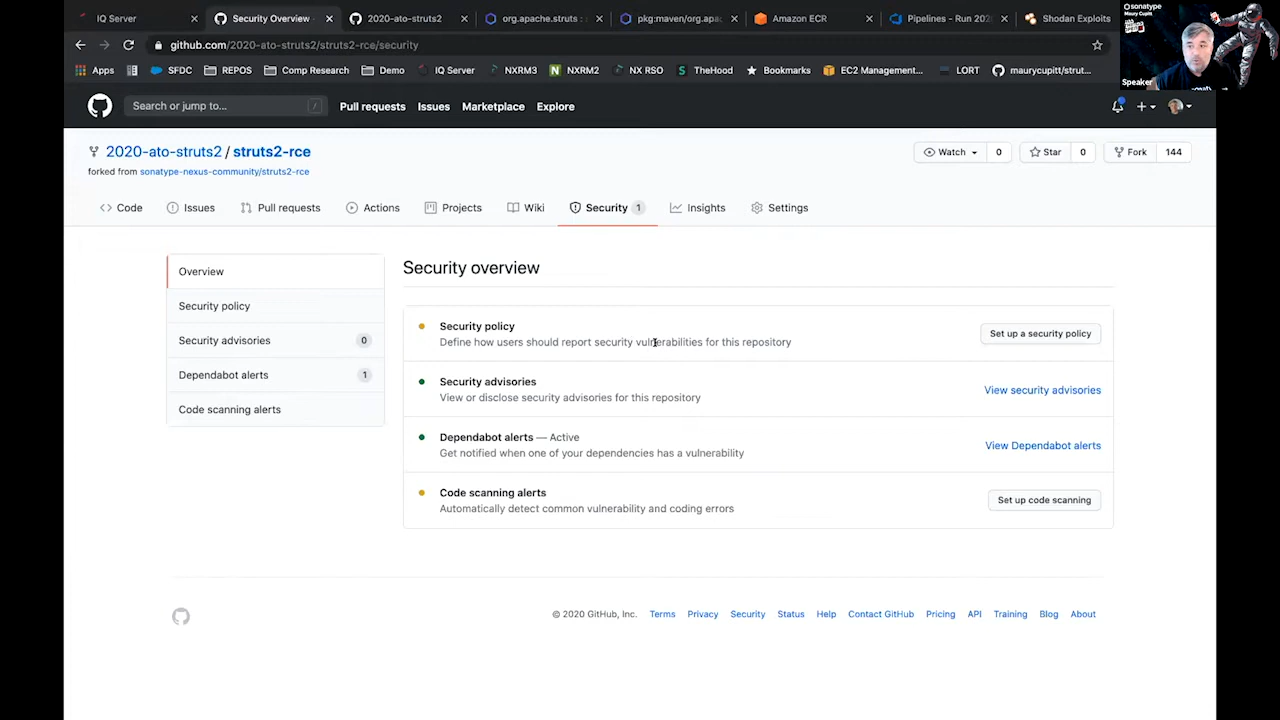 IQ Server
Security Overview
2020-ato-struts2
org.apache.struts :
pkg:maven/org.apa
Amazon ECR
Pipelines - Run 202
Shodan Exploits
github.com/2020-ato-struts2/struts2-rce/security
Apps
SFDC
REPOS
Comp Research
Demo
IQ Server
NXRM3
NXRM2
NX RSO
TheHood
Bookmarks
EC2 Management...
LORT
maurycupitt/strut...
sonatype
Maury Cupitt
Speaker
Search or jump to...
/
Pull requests
Issues
Marketplace
Explore
2020-ato-struts2 / struts2-rce
forked from sonatype-nexus-community/struts2-rce
Watch 0
Star 0
Fork 144
Code
Issues
Pull requests
Actions
Projects
Wiki
Security 1
Insights
Settings
Overview
Security policy
Security advisories 0
Dependabot alerts 1
Code scanning alerts
Security overview
Security policy
Define how users should report security vulnerabilities for this repository
Set up a security policy
Security advisories
View or disclose security advisories for this repository
View security advisories
Dependabot alerts — Active
Get notified when one of your dependencies has a vulnerability
View Dependabot alerts
Code scanning alerts
Automatically detect common vulnerability and coding errors
Set up code scanning
© 2020 GitHub, Inc.
Terms
Privacy
Security
Status
Help
Contact GitHub
Pricing
API
Training
Blog
About